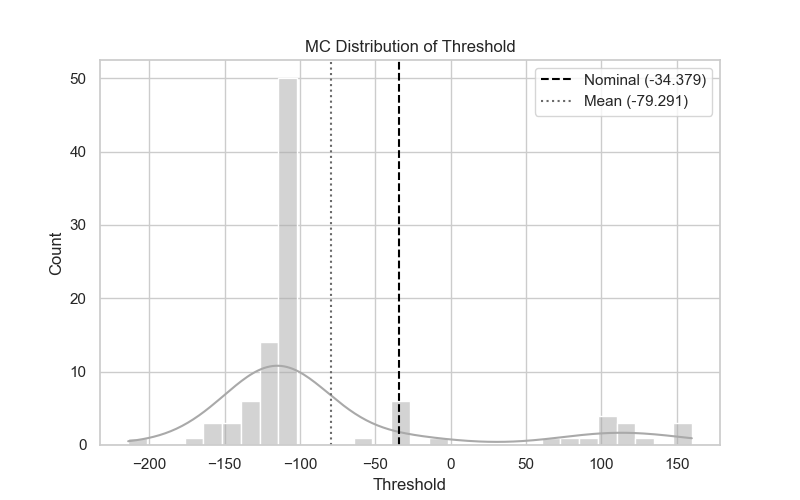 MC Distribution of Threshold
Nominal (-34.379)
Mean (-79.291)
Count
50
40
30
20
10
0
−200 −150 −100 −50 0 50 100 150
Threshold